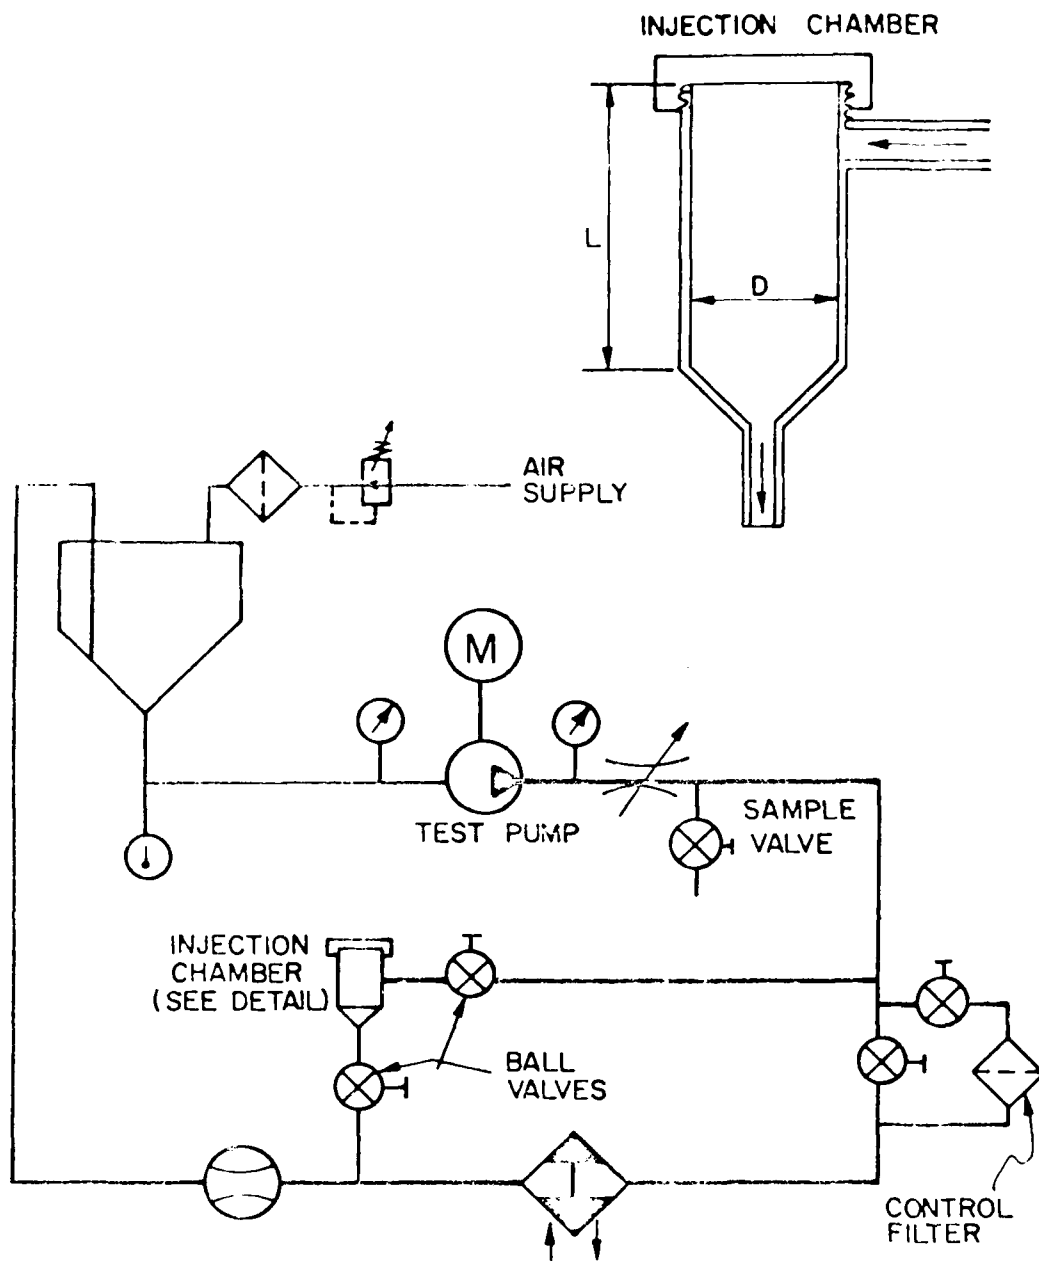 INJECTION CHAMBER
L
D
AIR
SUPPLY
M
TEST PUMP
SAMPLE
VALVE
INJECTION
CHAMBER
(SEE DETAIL)
BALL
VALVES
CONTROL
FILTER